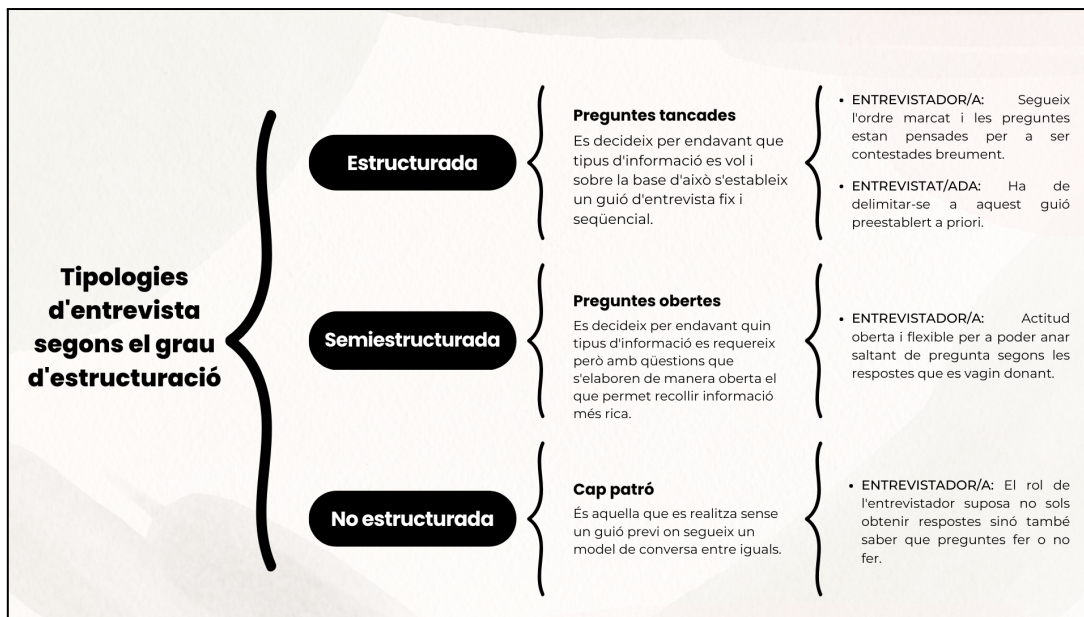 Tipologies
d'entrevista
segons el grau
d'estructuració
Estructurada
Preguntes tancades
Es decideix per endavant que
tipus d'informació es vol i
sobre la base d'això s'estableix
un guió d'entrevista fix i
seqüencial.
• ENTREVISTADOR/A: Segueix
l'ordre marcat i les preguntes
estan pensades per a ser
contestades breument.
• ENTREVISTAT/ADA: Ha de
delimitar-se a aquest guió
preestablert a priori.
Semiestructurada
Preguntes obertes
Es decideix per endavant quin
tipus d'informació es requereix
però amb qüestions que
s'elaboren de manera oberta el
que permet recollir informació
més rica.
• ENTREVISTADOR/A: Actitud
oberta i flexible per a poder anar
saltant de pregunta segons les
respostes que es vagin donant.
No estructurada
Cap patró
És aquella que es realitza sense
un guió previ on segueix un
model de conversa entre iguals.
• ENTREVISTADOR/A: El rol de
l'entrevistador suposa no sols
obtenir respostes sinó també
saber que preguntes fer o no
fer.